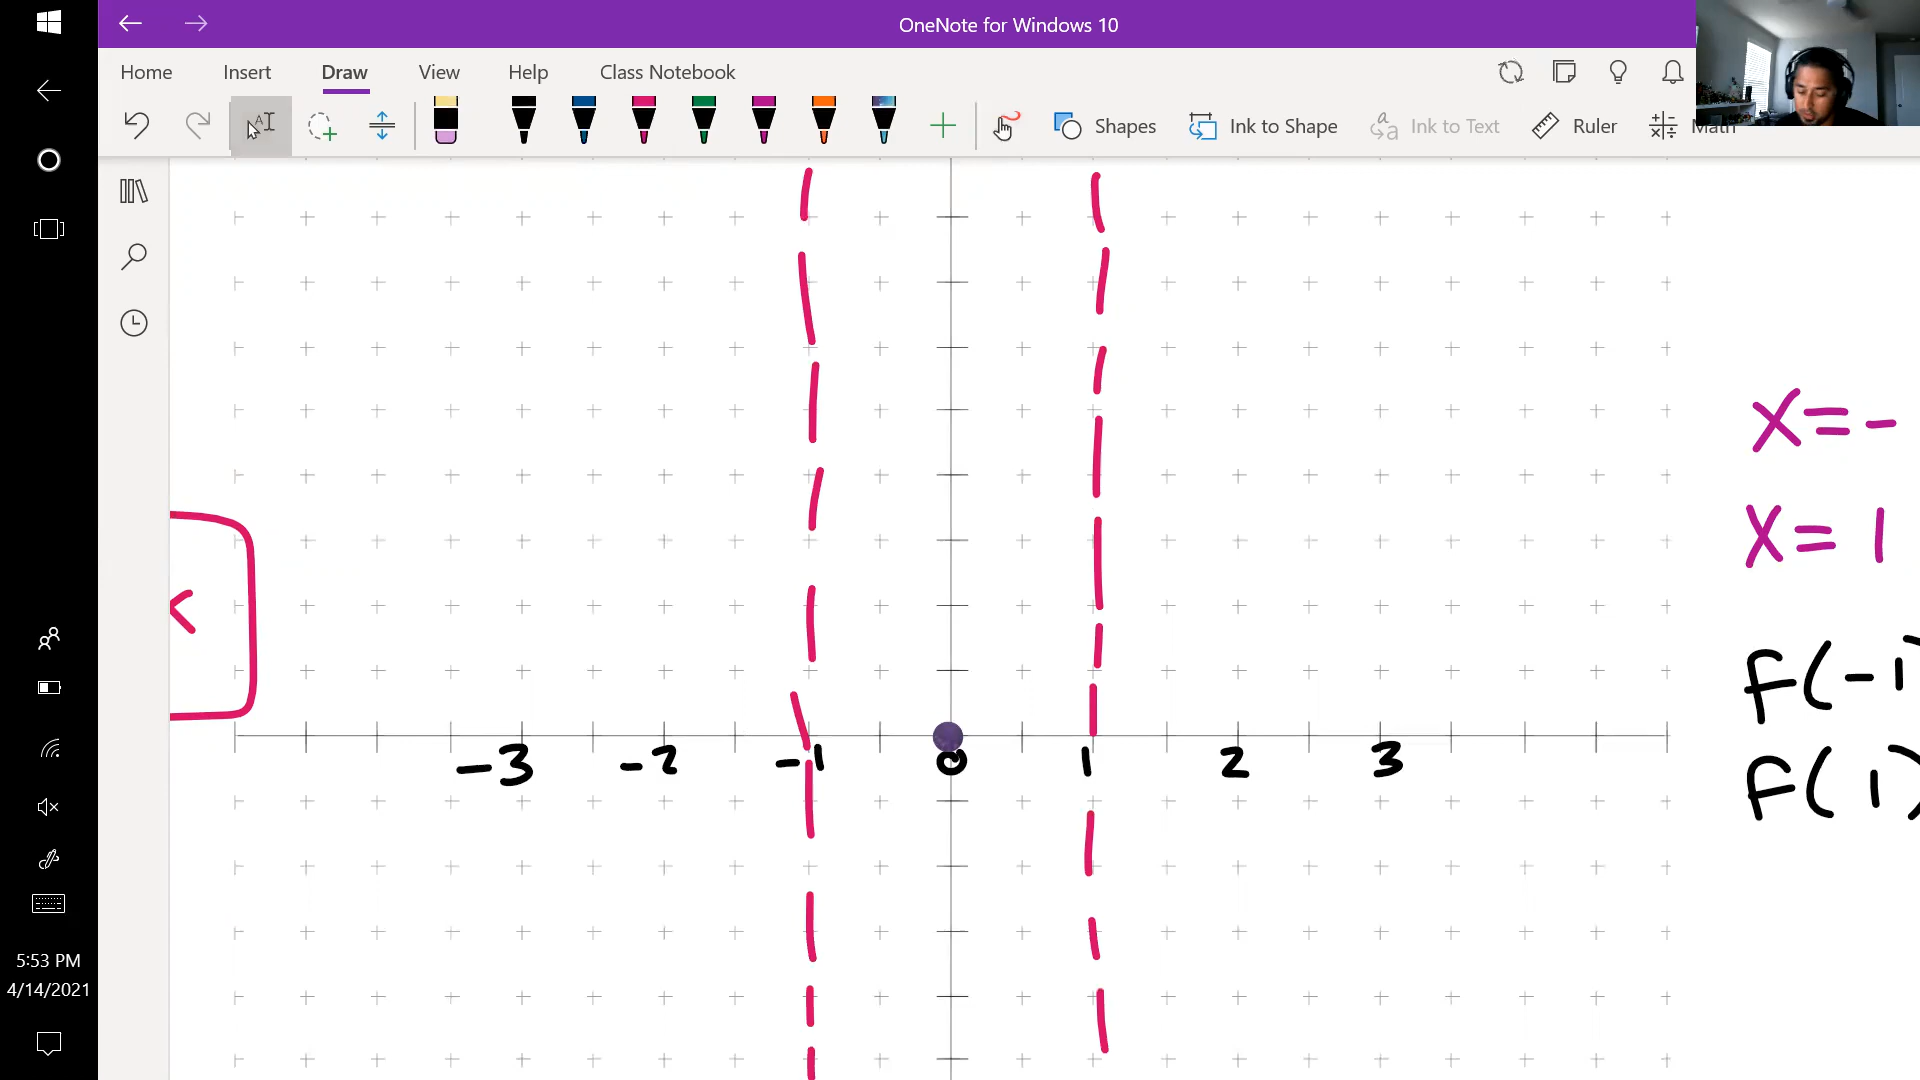 OneNote for Windows 10
Home Insert Draw View Help Class Notebook
Shapes Ink to Shape Ink to Text Ruler Math
X=-
X= 1
F(-1)
F( 1)
-3 -2 -1 0 1 2 3
5:53 PM
4/14/2021